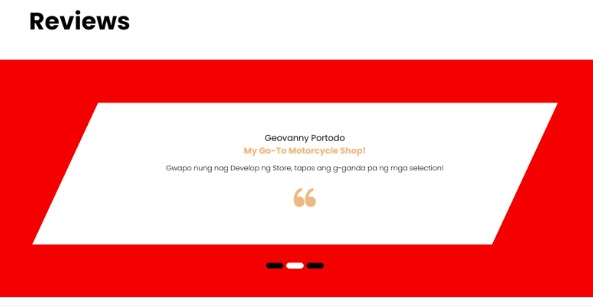 Reviews
Geovanny Portodo
My Go-To Motorcycle Shop!
Gwapo nung nag Develop ng Store, tapos ang g-ganda pa ng mga selection!
“